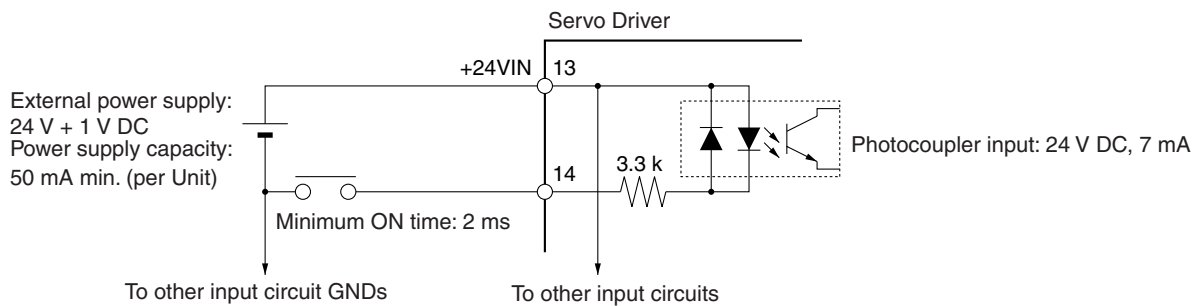 Servo Driver
+24VIN
13
External power supply:
24 V + 1 V DC
Power supply capacity:
50 mA min. (per Unit)
Photocoupler input: 24 V DC, 7 mA
14
3.3 k
Minimum ON time: 2 ms
To other input circuit GNDs
To other input circuits